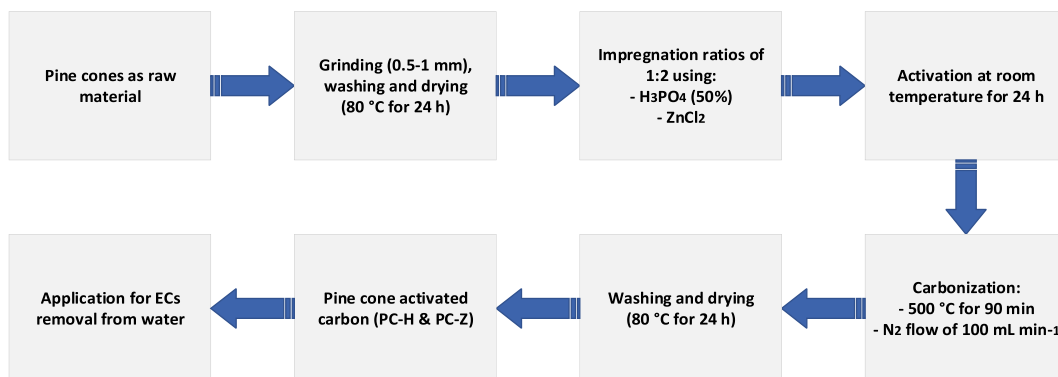 Pine cones as raw
material
Grinding (0.5-1 mm),
washing and drying
(80 °C for 24 h)
Impregnation ratios of
1:2 using:
- H3PO4 (50%)
- ZnCl2
Activation at room
temperature for 24 h
Carbonization:
- 500 °C for 90 min
- N2 flow of 100 mL min-1
Washing and drying
(80 °C for 24 h)
Pine cone activated
carbon (PC-H & PC-Z)
Application for ECs
removal from water